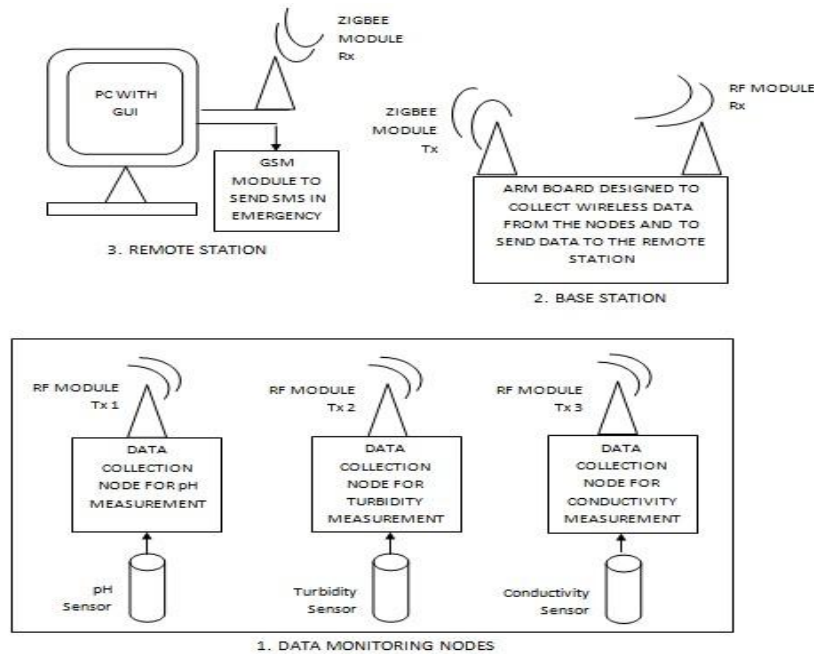 ZIGBEE
MODULE
Rx
PC WITH
GUI
GSM
MODULE TO
SEND SMS IN
EMERGENCY
3. REMOTE STATION
ZIGBEE
MODULE
Tx
RF MODULE
Rx
ARM BOARD DESIGNED TO
COLLECT WIRELESS DATA
FROM THE NODES AND TO
SEND DATA TO THE REMOTE
STATION
2. BASE STATION
RF MODULE
Tx 1
DATA
COLLECTION
NODE FOR pH
MEASUREMENT
pH
Sensor
RF MODULE
Tx 2
DATA
COLLECTION
NODE FOR
TURBIDITY
MEASUREMENT
Turbidity
Sensor
RF MODULE
Tx 3
DATA
COLLECTION
NODE FOR
CONDUCTIVITY
MEASUREMENT
Conductivity
Sensor
1. DATA MONITORING NODES